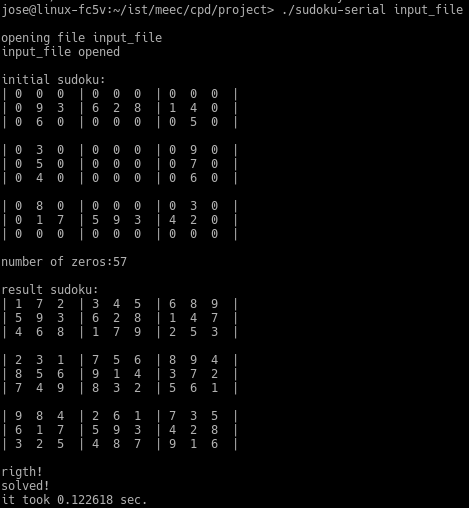 jose@linux-fc5v:~/ist/meec/cpd/project> ./sudoku-serial input_file
opening file input_file
input_file opened
initial sudoku:
| 0 0 0 | 0 0 0 | 0 0 0 |
| 0 9 3 | 6 2 8 | 1 4 0 |
| 0 6 0 | 0 0 0 | 0 5 0 |
| 0 3 0 | 0 0 0 | 0 9 0 |
| 0 5 0 | 0 0 0 | 0 7 0 |
| 0 4 0 | 0 0 0 | 0 6 0 |
| 0 8 0 | 0 0 0 | 0 3 0 |
| 0 1 7 | 5 9 3 | 4 2 0 |
| 0 0 0 | 0 0 0 | 0 0 0 |
number of zeros:57
result sudoku:
| 1 7 2 | 3 4 5 | 6 8 9 |
| 5 9 3 | 6 2 8 | 1 4 7 |
| 4 6 8 | 1 7 9 | 2 5 3 |
| 2 3 1 | 7 5 6 | 8 9 4 |
| 8 5 6 | 9 1 4 | 3 7 2 |
| 7 4 9 | 8 3 2 | 5 6 1 |
| 9 8 4 | 2 6 1 | 7 3 5 |
| 6 1 7 | 5 9 3 | 4 2 8 |
| 3 2 5 | 4 8 7 | 9 1 6 |
rigth!
solved!
it took 0.122618 sec.